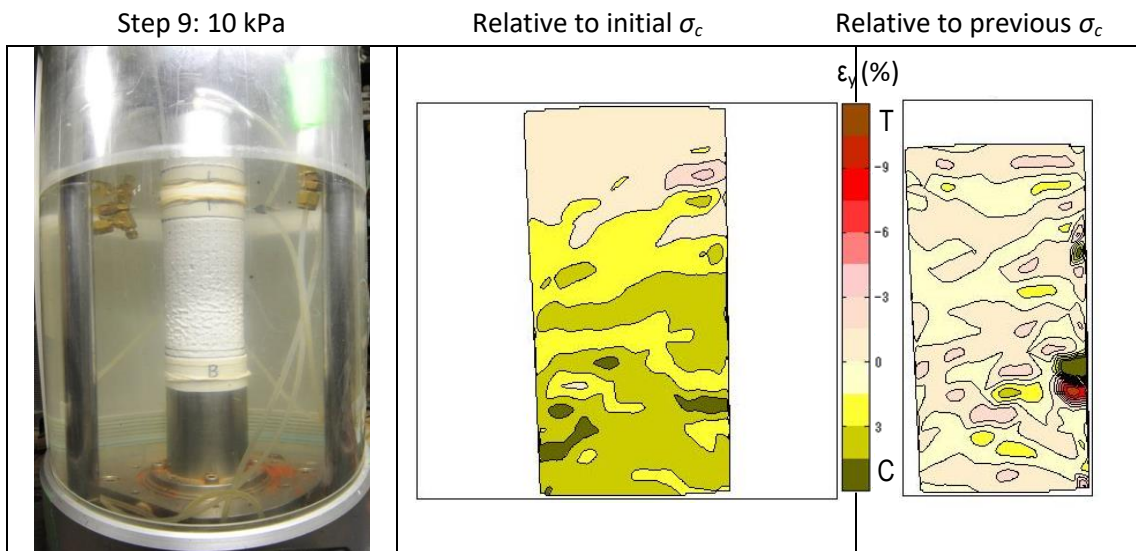 Step 9: 10 kPa
Relative to initial σc
Relative to previous σc
εy (%)
T
-9
-6
-3
0
3
C
B